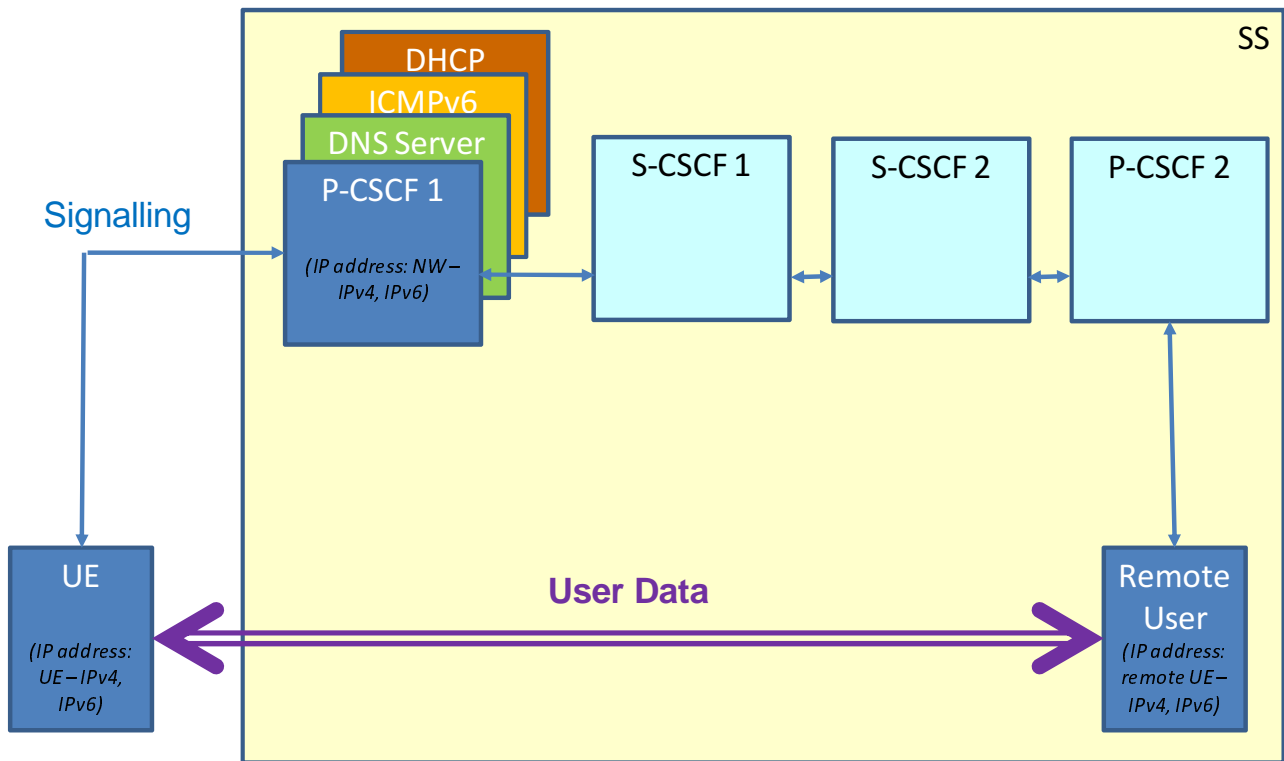 SS
DHCP
ICMPv6
DNS Server
P-CSCF 1
(IP address: NW –
IPv4, IPv6)
S-CSCF 1
S-CSCF 2
P-CSCF 2
Signalling
UE
(IP address:
UE – IPv4,
IPv6)
User Data
Remote
User
(IP address:
remote UE –
IPv4, IPv6)